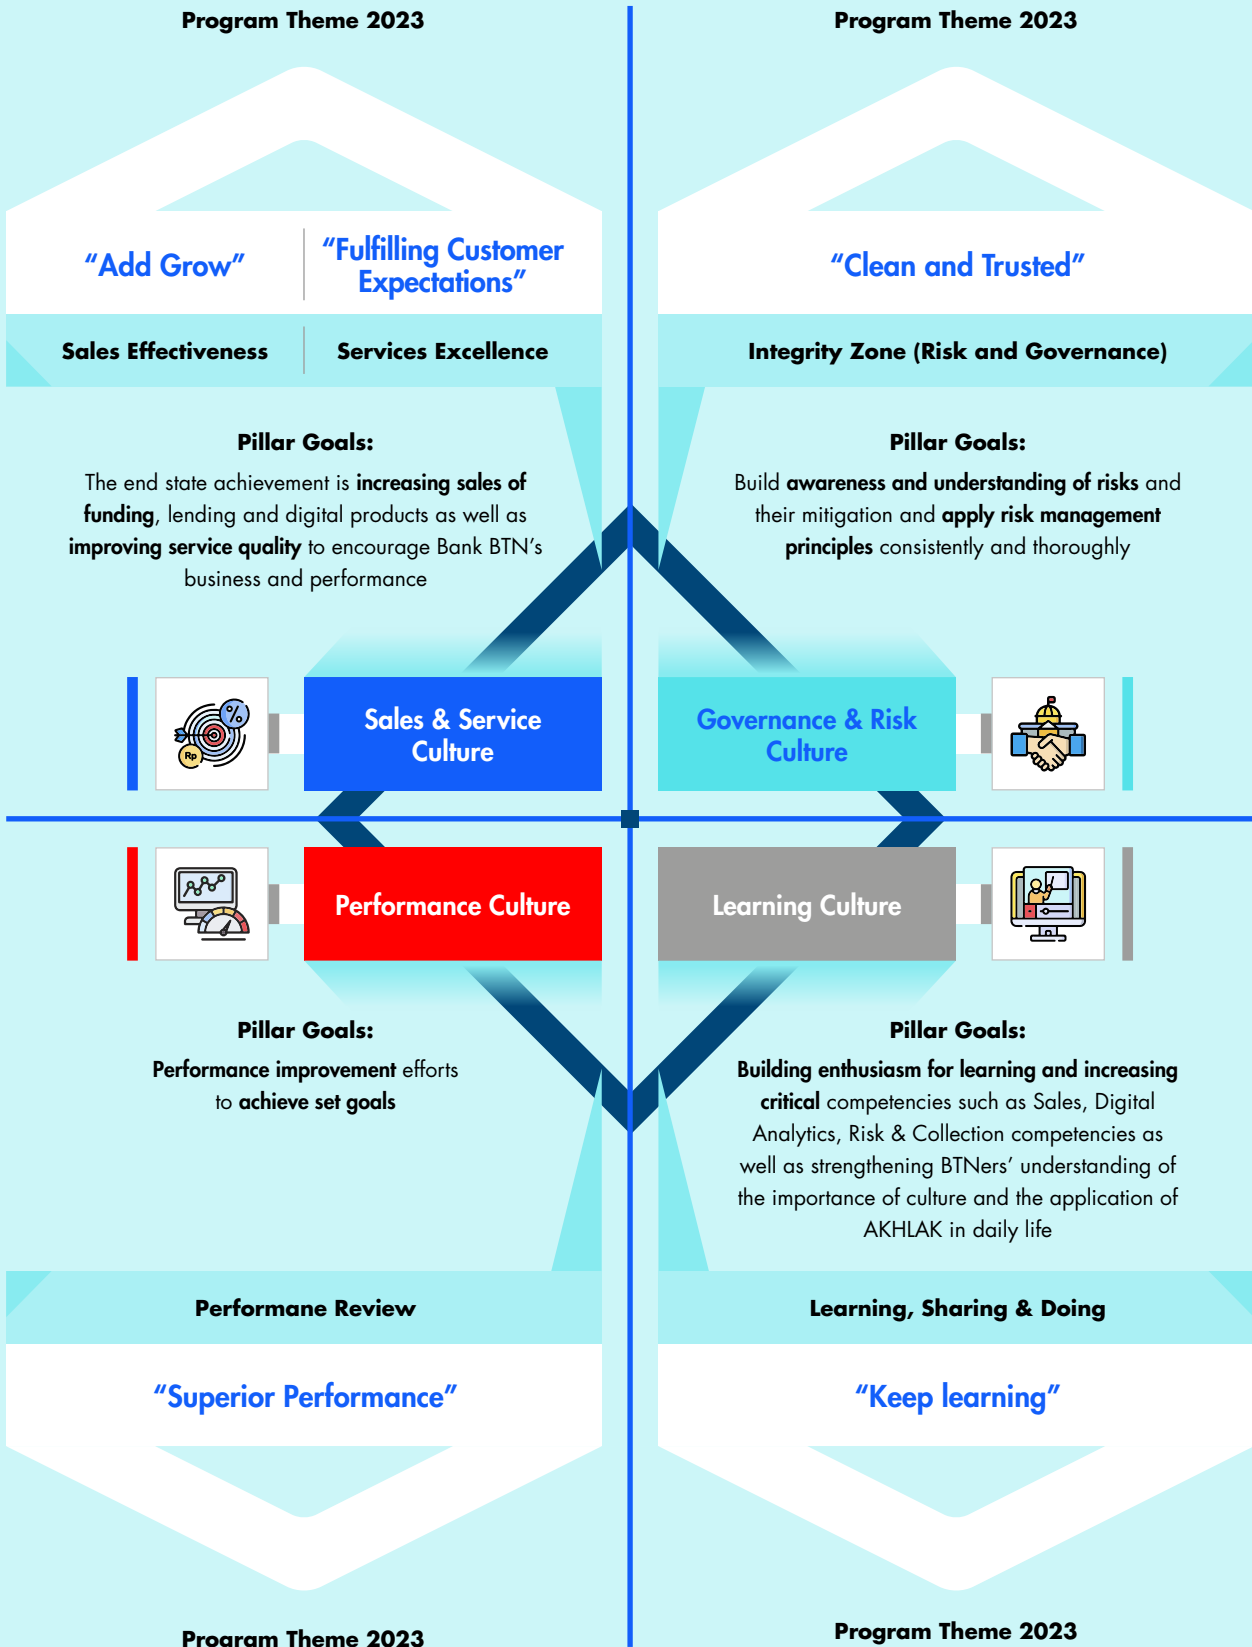 Program Theme 2023
“Add Grow”
“Fulfilling Customer
Expectations”
Sales Effectiveness
Services Excellence
Pillar Goals:
The end state achievement is increasing sales of
funding, lending and digital products as well as
improving service quality to encourage Bank BTN’s
business and performance
Rp
%
Sales & Service
Culture
Program Theme 2023
“Clean and Trusted”
Integrity Zone (Risk and Governance)
Pillar Goals:
Build awareness and understanding of risks and
their mitigation and apply risk management
principles consistently and thoroughly
Governance & Risk
Culture
Performance Culture
Pillar Goals:
Performance improvement efforts
to achieve set goals
Performane Review
“Superior Performance”
Program Theme 2023
Learning Culture
Pillar Goals:
Building enthusiasm for learning and increasing
critical competencies such as Sales, Digital
Analytics, Risk & Collection competencies as
well as strengthening BTNers’ understanding of
the importance of culture and the application of
AKHLAK in daily life
Learning, Sharing & Doing
“Keep learning”
Program Theme 2023